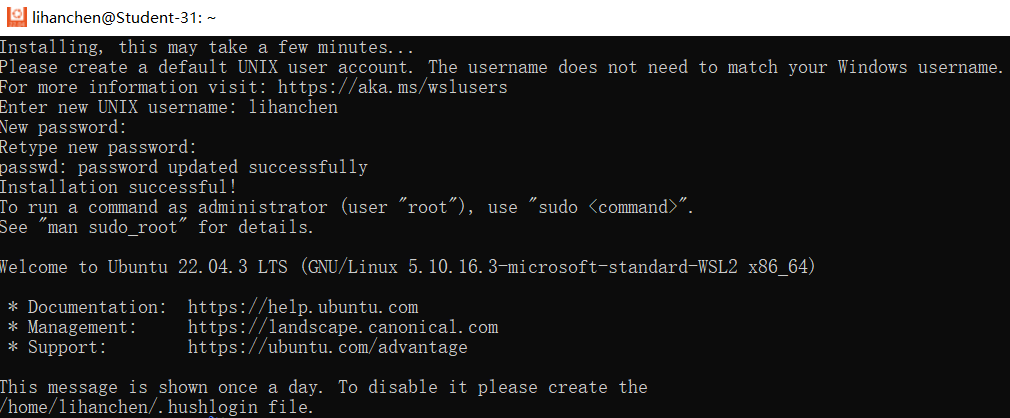 lihanchen@Student-31: ~
Installing, this may take a few minutes...
Please create a default UNIX user account. The username does not need to match your Windows username.
For more information visit: https://aka.ms/wslusers
Enter new UNIX username: lihanchen
New password:
Retype new password:
passwd: password updated successfully
Installation successful!
To run a command as administrator (user "root"), use "sudo <command>".
See "man sudo_root" for details.
Welcome to Ubuntu 22.04.3 LTS (GNU/Linux 5.10.16.3-microsoft-standard-WSL2 x86_64)
* Documentation:  https://help.ubuntu.com
* Management:     https://landscape.canonical.com
* Support:        https://ubuntu.com/advantage
This message is shown once a day. To disable it please create the
/home/lihanchen/.hushlogin file.